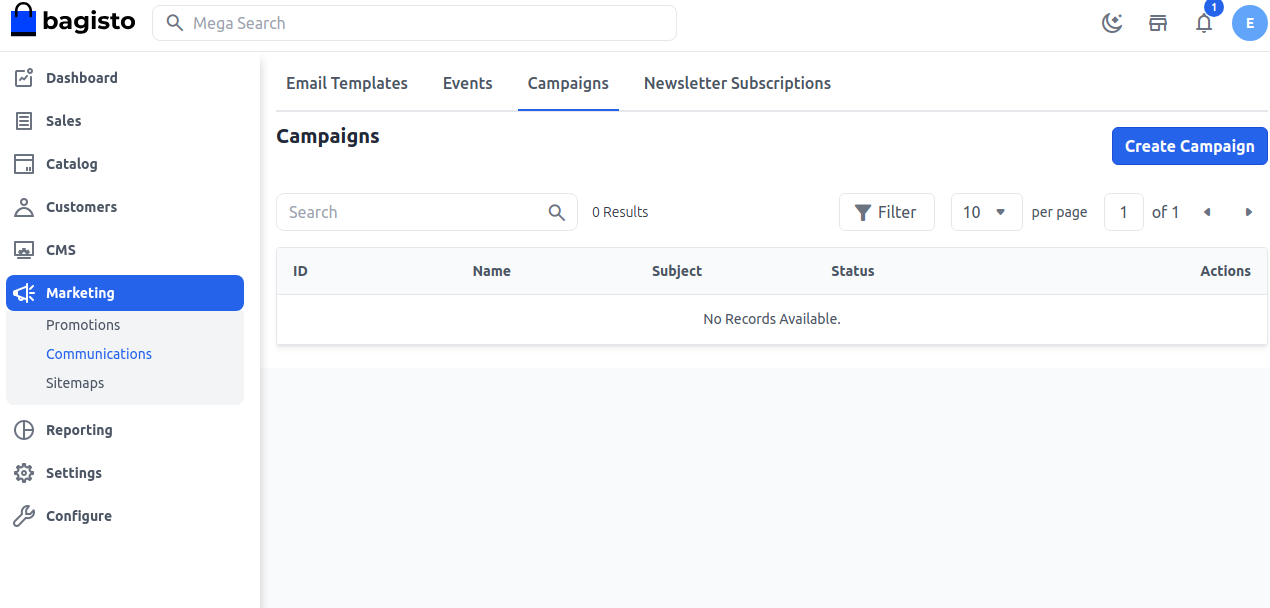 bagisto
Mega Search
1
E
Dashboard
Sales
Catalog
Customers
CMS
Marketing
Promotions
Communications
Sitemaps
Reporting
Settings
Configure
Email Templates Events Campaigns Newsletter Subscriptions
Campaigns
Create Campaign
Search 0 Results Filter 10 per page 1 of 1
ID Name Subject Status Actions
No Records Available.